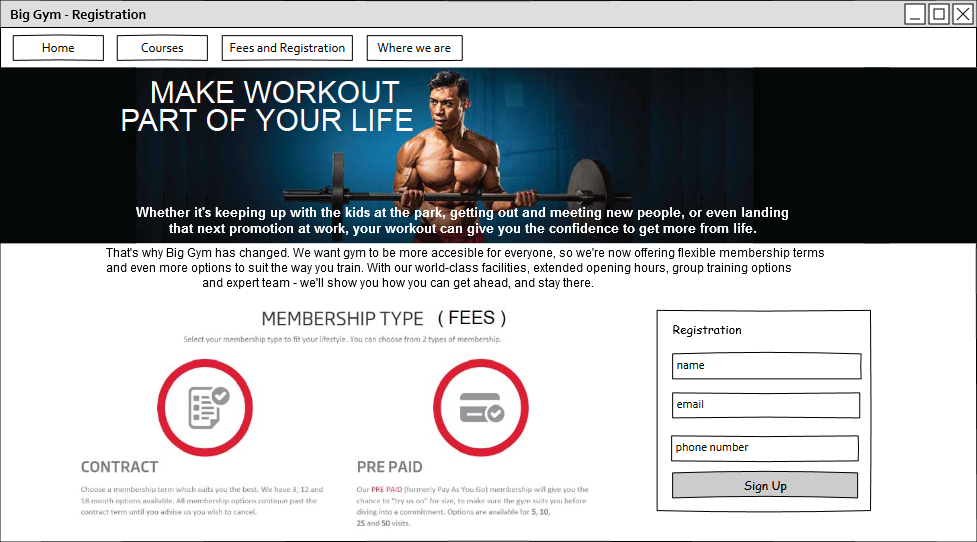 Big Gym - Registration
Home
Courses
Fees and Registration
Where we are
MAKE WORKOUT
PART OF YOUR LIFE
Whether it's keeping up with the kids at the park, getting out and meeting new people, or even landing
that next promotion at work, your workout can give you the confidence to get more from life.
That's why Big Gym has changed. We want gym to be more accesible for everyone, so we're now offering flexible membership terms
and even more options to suit the way you train. With our world-class facilities, extended opening hours, group training options
and expert team - we'll show you how you can get ahead, and stay there.
MEMBERSHIP TYPE ( FEES )
Select your membership type to fit your lifestyle. You can choose from 2 types of membership.
CONTRACT
Choose a membership term which suits you the best. We have 3, 12 and
18 month options available. All membership options continue past the
contract term until you advise us you wish to cancel.
PRE PAID
Our PRE PAID (formerly Pay As You Go) membership will give you the
chance to "try us on" for size, to make sure the gym suits you before
diving into a commitment. Options are available for 5, 10,
25 and 50 visits.
Registration
name
email
phone number
Sign Up